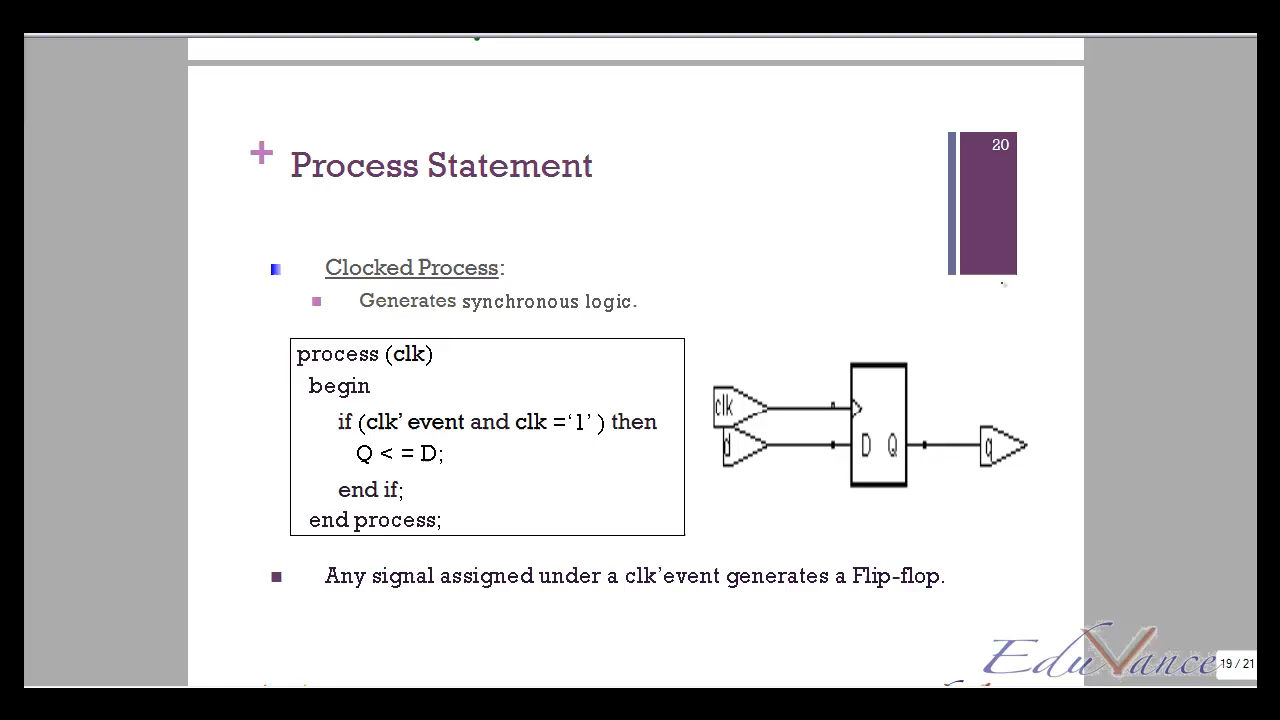 + Process Statement
20
Clocked Process:
Generates synchronous logic.
process (clk)
begin
if (clk’ event and clk =‘1’ ) then
Q < = D;
end if;
end process;
clk
d
D Q
q
Any signal assigned under a clk’event generates a Flip-flop.
EduVance
19 / 21